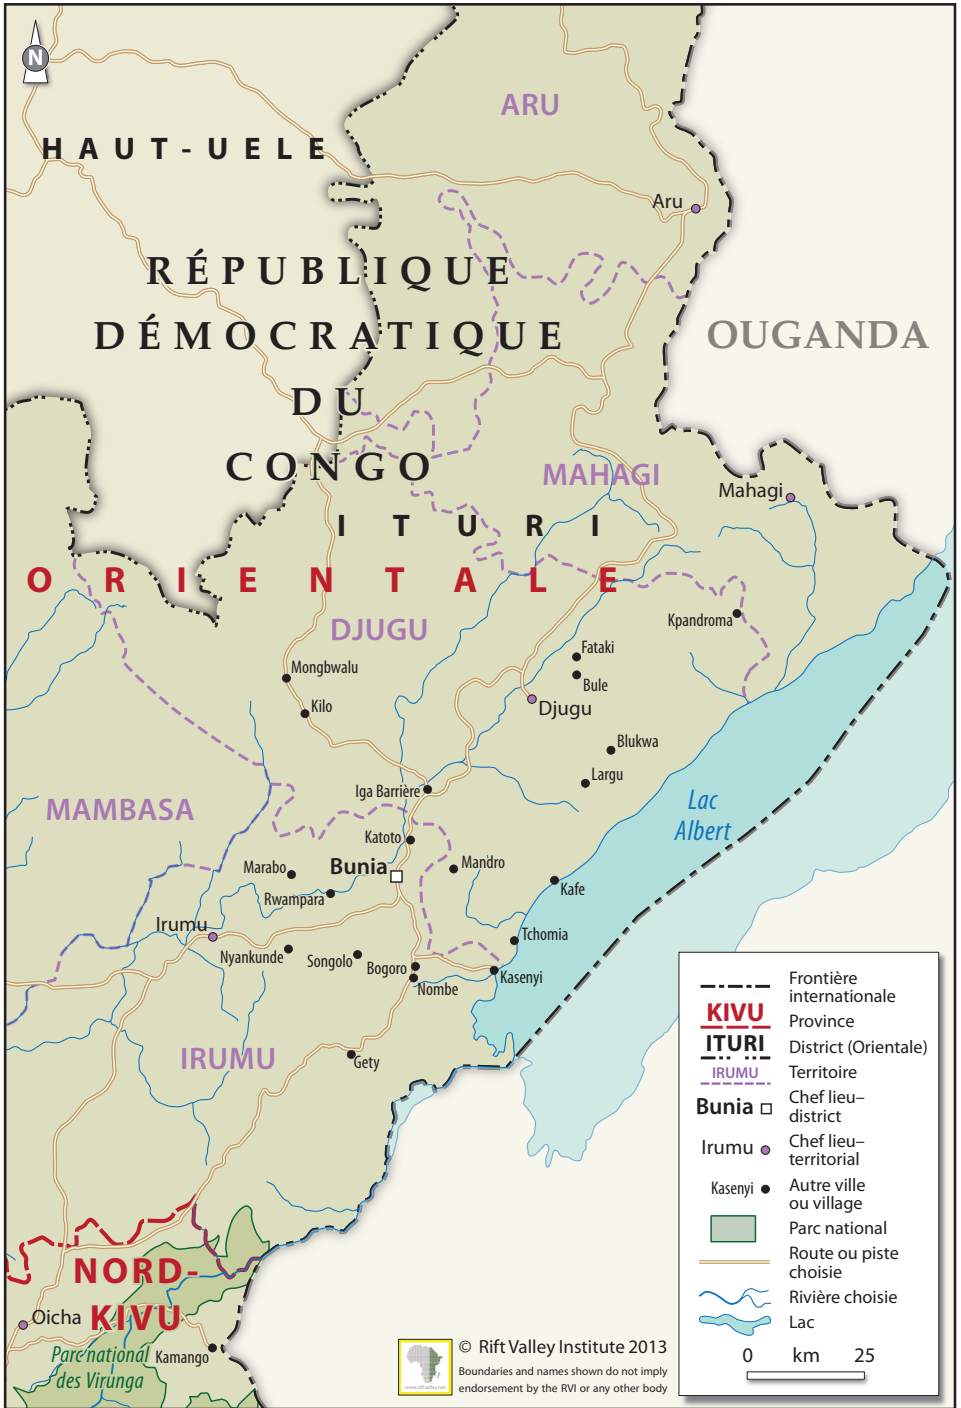 N
ARU
HAUT-UELE
Aru
RÉPUBLIQUE
DÉMOCRATIQUE
DU
CONGO
OUGANDA
MAHAGI
Mahagi
ITURI
ORIENTALE
Kpandroma
DJUGU
Fataki
Mongbwalu
Bule
Kilo
Djugu
Blukwa
Largu
Iga Barrière
MAMBASA
Lac
Albert
Katoto
Marabo
Bunia
Mandro
Kafe
Rwampara
Irumu
Tchomia
Nyankunde
Songolo
Bogoro
Kasenyi
Nombe
IRUMU
Gety
NORD-
KIVU
Oicha
Parc national
des Virunga
Kamango
Frontière
internationale
KIVU
Province
ITURI
District (Orientale)
IRUMU
Territoire
Bunia
Chef lieu–
district
Irumu
Chef lieu–
territorial
Kasenyi
Autre ville
ou village
Parc national
Route ou piste
choisie
Rivière choisie
Lac
0 km 25
www.riftvalley.net
© Rift Valley Institute 2013
Boundaries and names shown do not imply
endorsement by the RVI or any other body